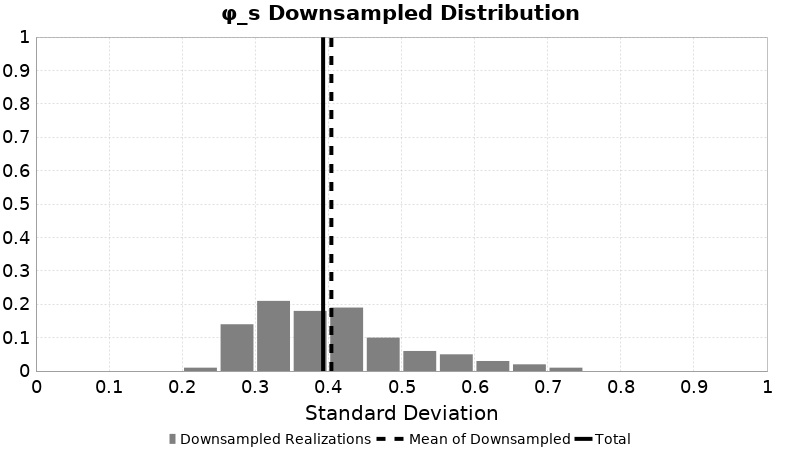 φ_s Downsampled Distribution
1
0.9
0.8
0.7
0.6
0.5
0.4
0.3
0.2
0.1
0
0 0.1 0.2 0.3 0.4 0.5 0.6 0.7 0.8 0.9 1
Standard Deviation
Downsampled Realizations Mean of Downsampled Total